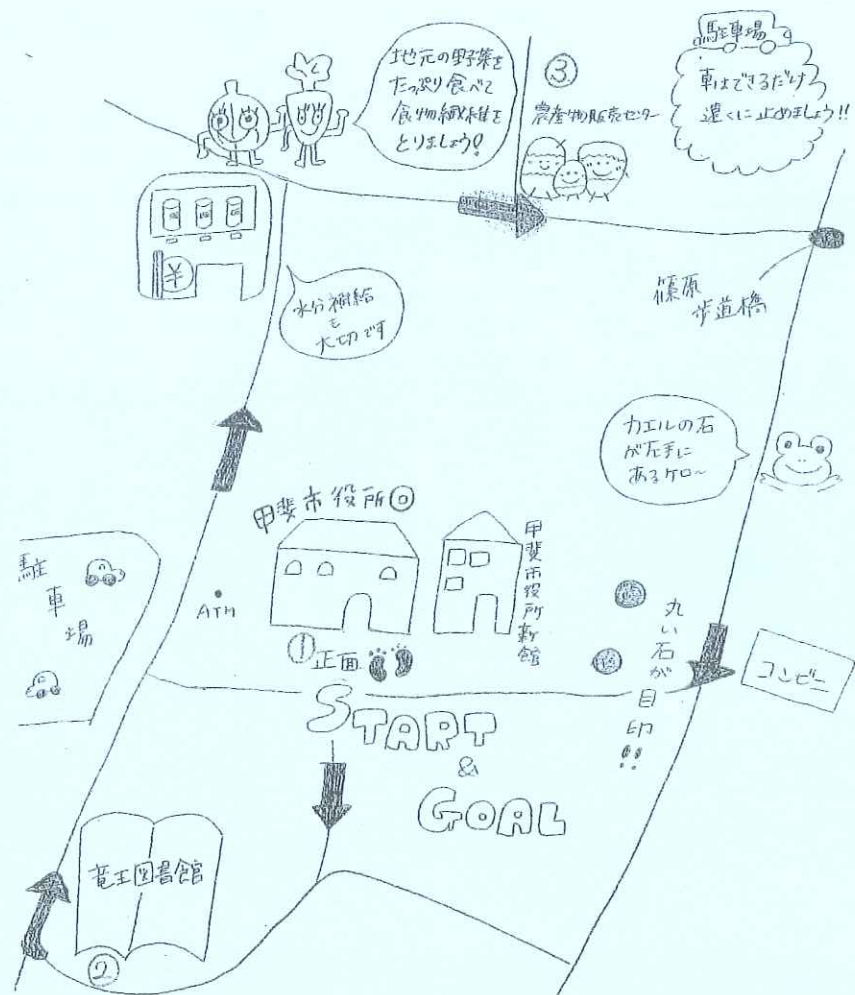 地元の野菜を
たっぷり食べて
食物繊維を
とりましょう!
③
農産物販売センター
駐車場
車はできるだけ
遠くに止めましょう!!
¥
水分補給
も
大切です
篠原
歩道橋
カエルの石
が左手に
あるケロ〜
甲斐市役所◎
甲斐市役所新館
駐車場
ATM
①正面
丸い石が目印!!
コンビニ
START
&
GOAL
竜王図書館
②